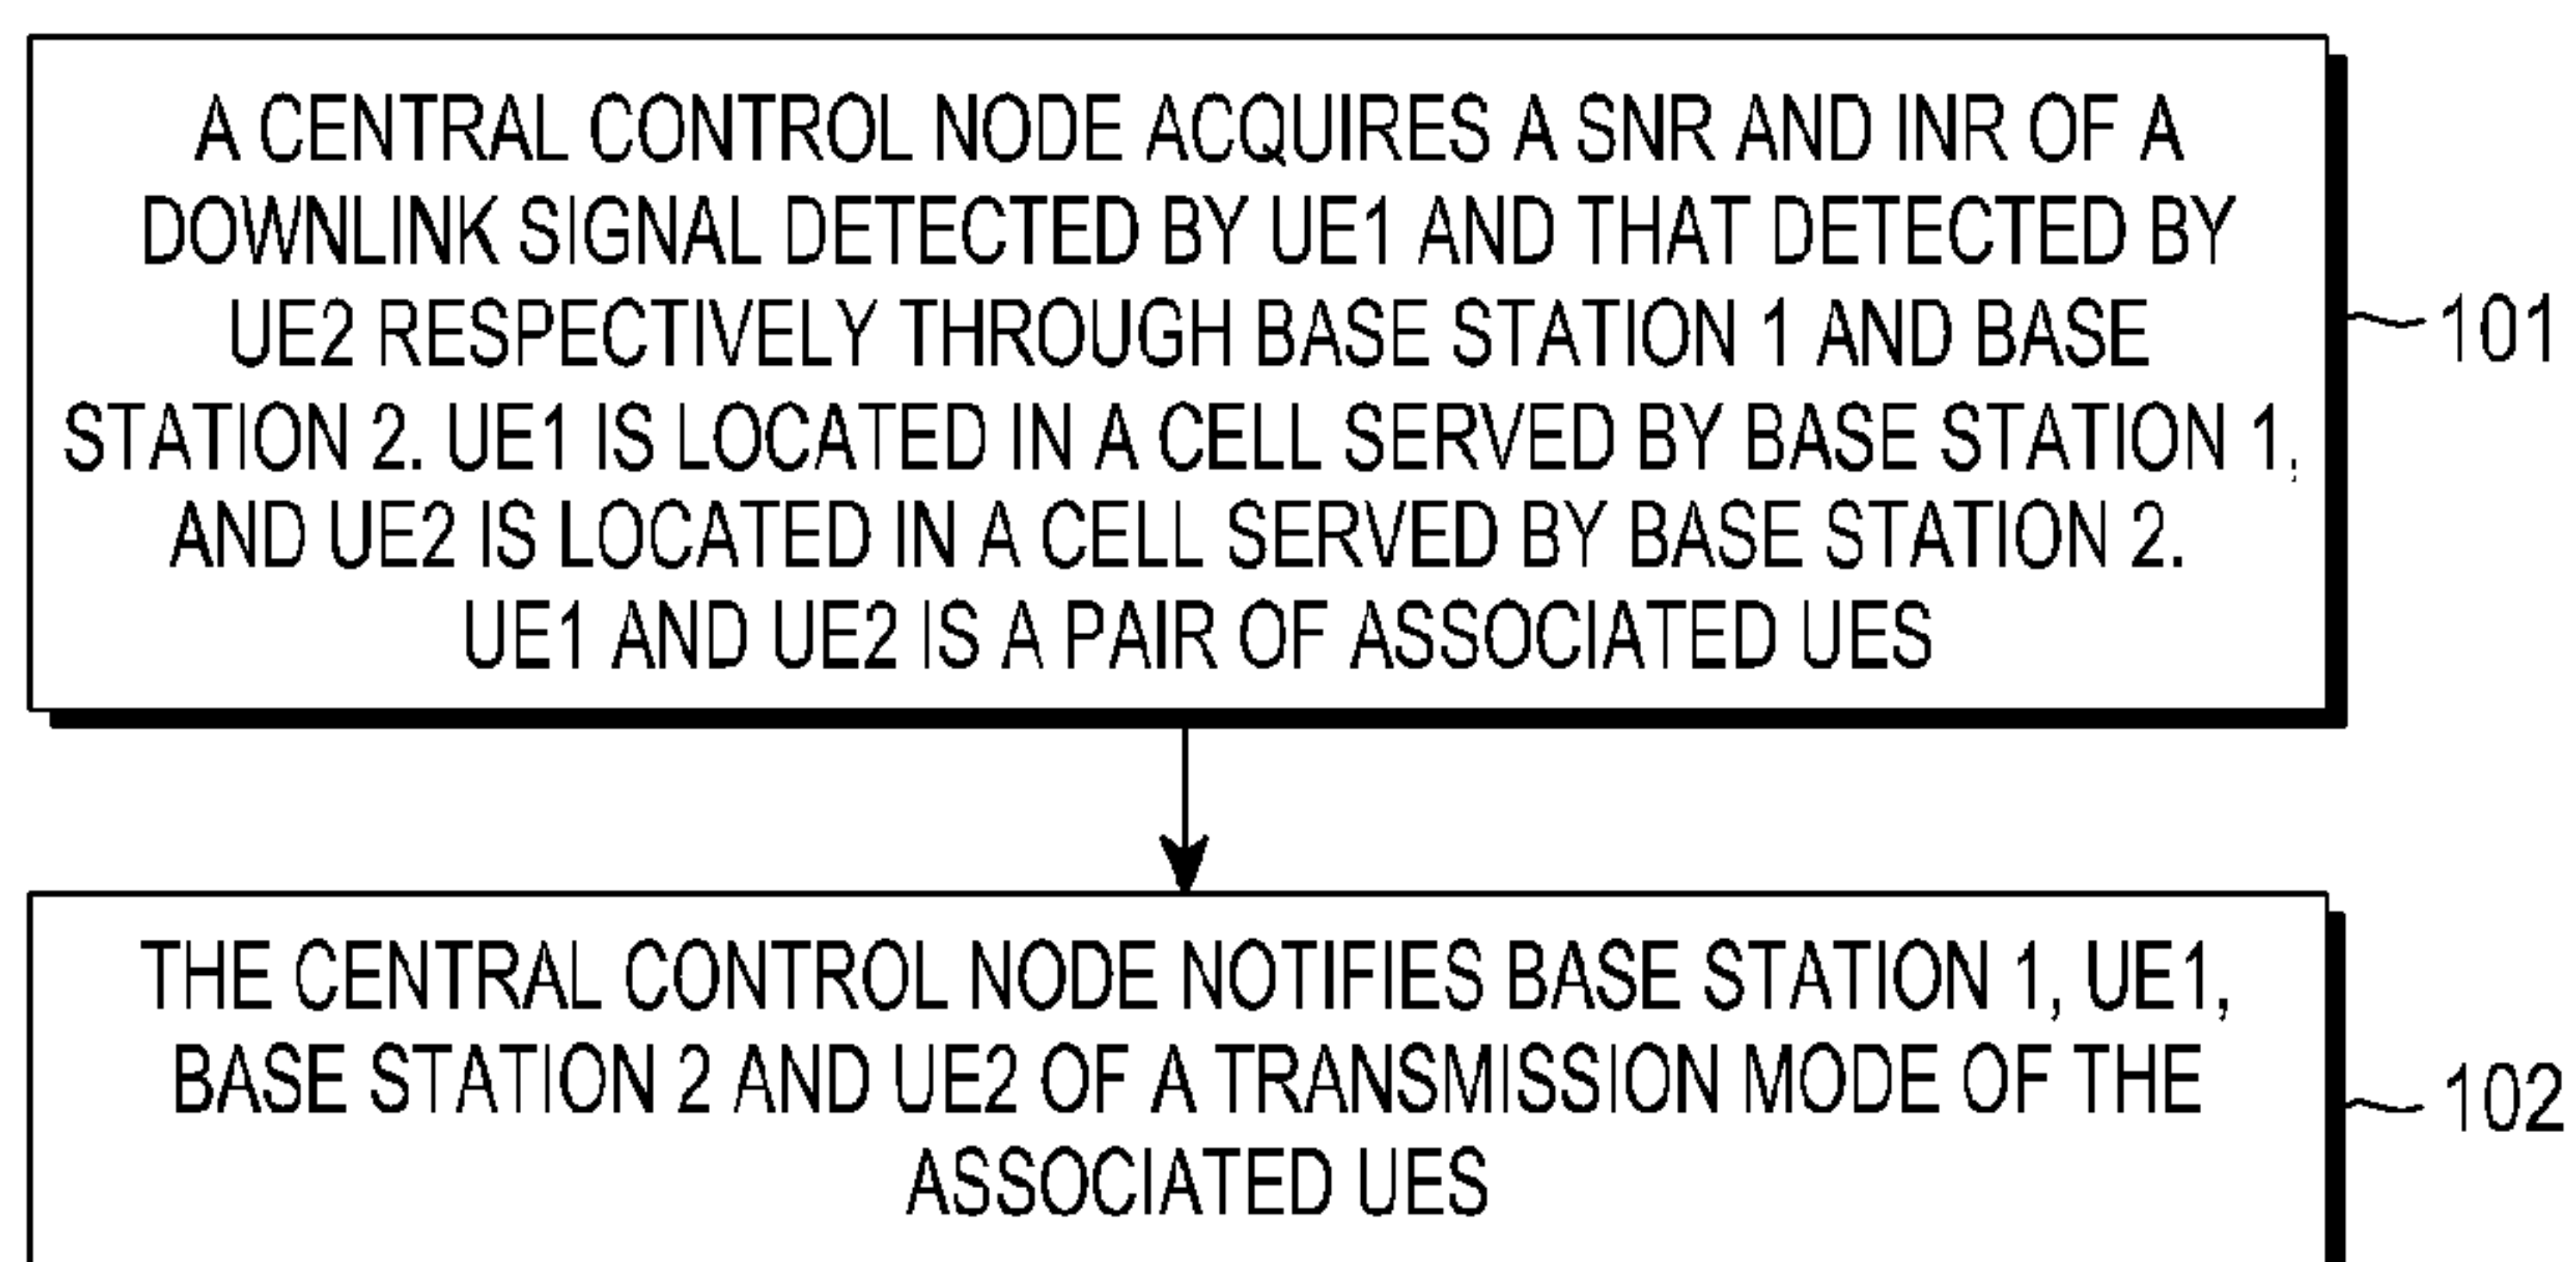 A CENTRAL CONTROL NODE ACQUIRES A SNR AND INR OF A
DOWNLINK SIGNAL DETECTED BY UE1 AND THAT DETECTED BY
UE2 RESPECTIVELY THROUGH BASE STATION 1 AND BASE
STATION 2. UE1 IS LOCATED IN A CELL SERVED BY BASE STATION 1,
AND UE2 IS LOCATED IN A CELL SERVED BY BASE STATION 2.
UE1 AND UE2 IS A PAIR OF ASSOCIATED UES
101
THE CENTRAL CONTROL NODE NOTIFIES BASE STATION 1, UE1,
BASE STATION 2 AND UE2 OF A TRANSMISSION MODE OF THE
ASSOCIATED UES
102